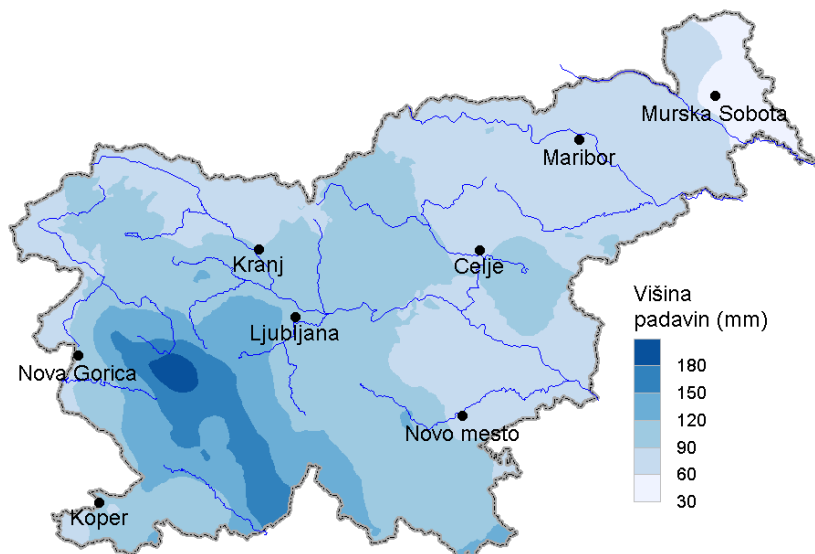 Murska Sobota
Maribor
Kranj
Celje
Ljubljana
Nova Gorica
Novo mesto
Koper
Višina
padavin (mm)
180
150
120
90
60
30